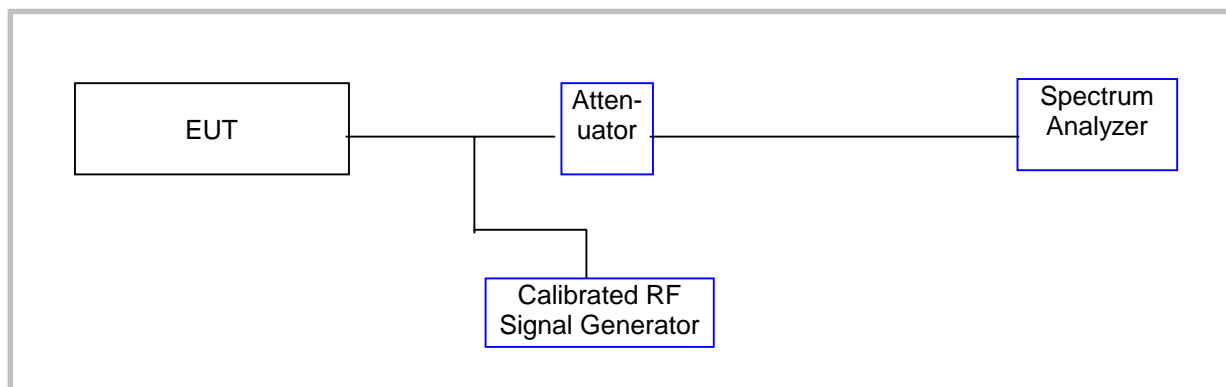 EUT
Atten-
uator
Spectrum
Analyzer
Calibrated RF
Signal Generator